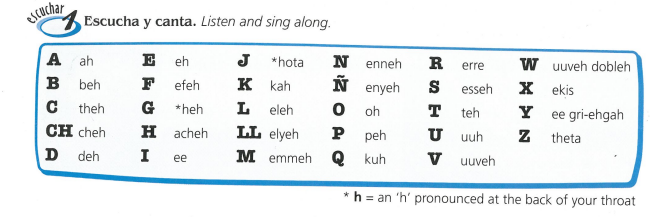 escuchar 1 Escucha y canta. Listen and sing along.
A ah E eh J *hota N enneh R erre W uuveh dobleh
B beh F efeh K kah Ñ enyeh S esseh X ekis
C theh G *heh L eleh O oh T teh Y ee gri-ehgah
CH cheh H acheh LL elyeh P peh U uuh Z theta
D deh I ee M emmeh Q kuh V uuveh
* h = an 'h' pronounced at the back of your throat